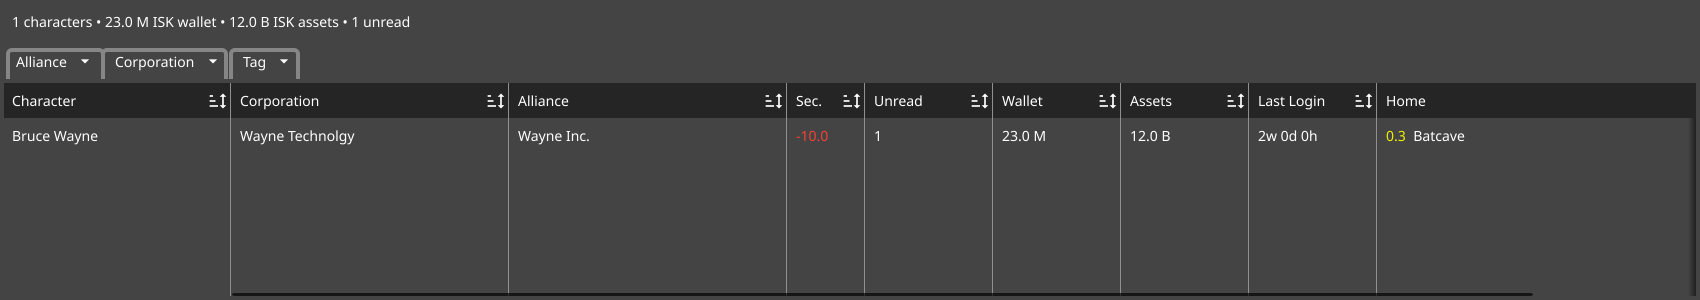 1 characters • 23.0 M ISK wallet • 12.0 B ISK assets • 1 unread
Alliance Corporation Tag
Character Corporation Alliance Sec. Unread Wallet Assets Last Login Home
Bruce Wayne Wayne Technolgy Wayne Inc. -10.0 1 23.0 M 12.0 B 2w 0d 0h 0.3 Batcave